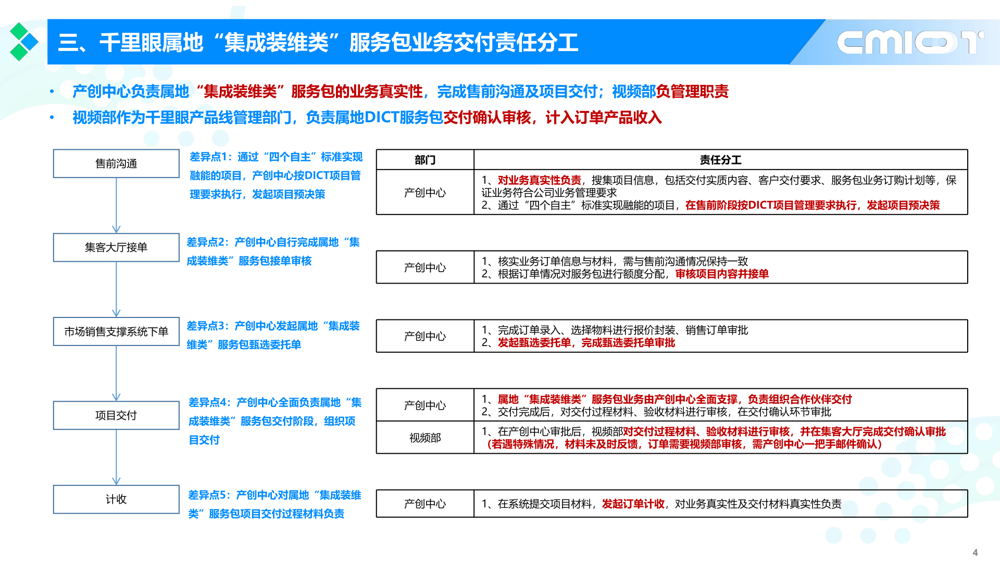 三、千里眼属地“集成装维类”服务包业务交付责任分工
CMIOT
• 产创中心负责属地“集成装维类”服务包的业务真实性，完成售前沟通及项目交付；视频部负管理职责
• 视频部作为千里眼产品线管理部门，负责属地DICT服务包交付确认审核，计入订单产品收入
售前沟通
差异点1：通过“四个自主”标准实现
融能的项目，产创中心按DICT项目管
理要求执行，发起项目预决策
部门
责任分工
产创中心
1、对业务真实性负责，搜集项目信息，包括交付实质内容、客户交付要求、服务包业务订购计划等，保
证业务符合公司业务管理要求
2、通过“四个自主”标准实现融能的项目，在售前阶段按DICT项目管理要求执行，发起项目预决策
集客大厅接单
差异点2：产创中心自行完成属地“集
成装维类”服务包接单审核
产创中心
1、核实业务订单信息与材料，需与售前沟通情况保持一致
2、根据订单情况对服务包进行额度分配，审核项目内容并接单
市场销售支撑系统下单
差异点3：产创中心发起属地“集成装
维类”服务包甄选委托单
产创中心
1、完成订单录入、选择物料进行报价封装、销售订单审批
2、发起甄选委托单，完成甄选委托单审批
项目交付
差异点4：产创中心全面负责属地“集
成装维类”服务包交付阶段，组织项
目交付
产创中心
1、属地“集成装维类”服务包业务由产创中心全面支撑，负责组织合作伙伴交付
2、交付完成后，对交付过程材料、验收材料进行审核，在交付确认环节审批
视频部
1、在产创中心审批后，视频部对交付过程材料、验收材料进行审核，并在集客大厅完成交付确认审批
（若遇特殊情况，材料未及时反馈，订单需要视频部审核，需产创中心一把手邮件确认）
计收
差异点5：产创中心对属地“集成装维
类”服务包项目交付过程材料负责
产创中心
1、在系统提交项目材料，发起订单计收，对业务真实性及交付材料真实性负责
4